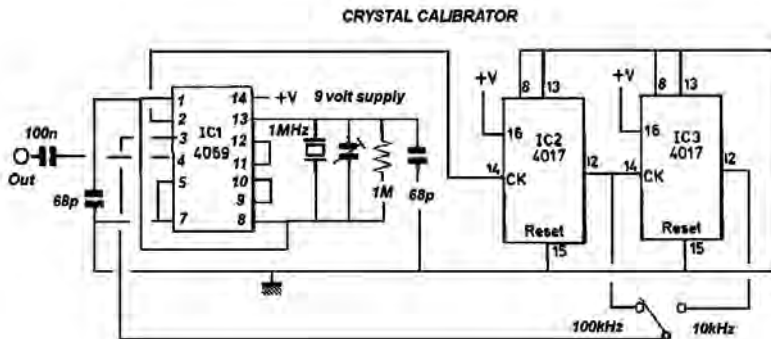 CRYSTAL CALIBRATOR
100n
Out
68p
1
2
3
4
5
7
IC1
4059
14
13
12
11
10
9
8
+V
9 volt supply
1MHz
1M
68p
+V
8
13
16
IC2
4017
14
CK
12
Reset
15
+V
8
13
16
IC3
4017
14
CK
12
Reset
15
100kHz
10kHz